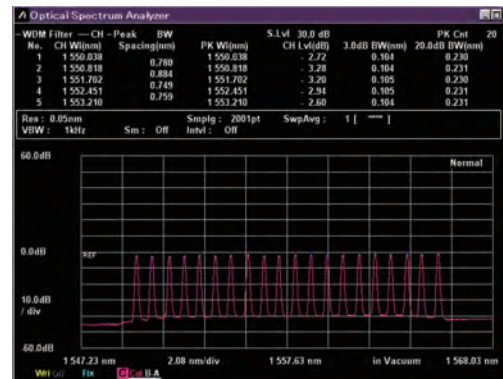 Optical Spectrum Analyzer
WDM Filter —CH -Peak BW S.Lvl 30.0 dB PK Cnt 20
No. CH Wl(nm) Spacing(nm) PK Wl(nm) CH Lvl(dB) 3.0dB BW(nm) 20.0dB BW(nm)
1 1 550.038 1 550.038 - 2.72 0.104 0.230
0.780
2 1 550.818 1 550.818 - 3.28 0.104 0.231
0.884
3 1 551.702 1 551.702 - 3.20 0.105 0.230
0.749
4 1 552.451 1 552.451 - 2.94 0.104 0.231
0.759
5 1 553.210 1 553.210 - 2.60 0.104 0.231
Res : 0.05nm Smplg : 2001pt SwpAvg : 1 [ ]
VBW : 1kHz Sm : Off Intvl : Off
60.0dB
Normal
0.0dB
REF
10.0dB
/ div
-60.0dB
1 547.23 nm 2.08 nm/div 1 557.63 nm in Vacuum 1 568.03 nm
Wri Off Fix C Cal B-A